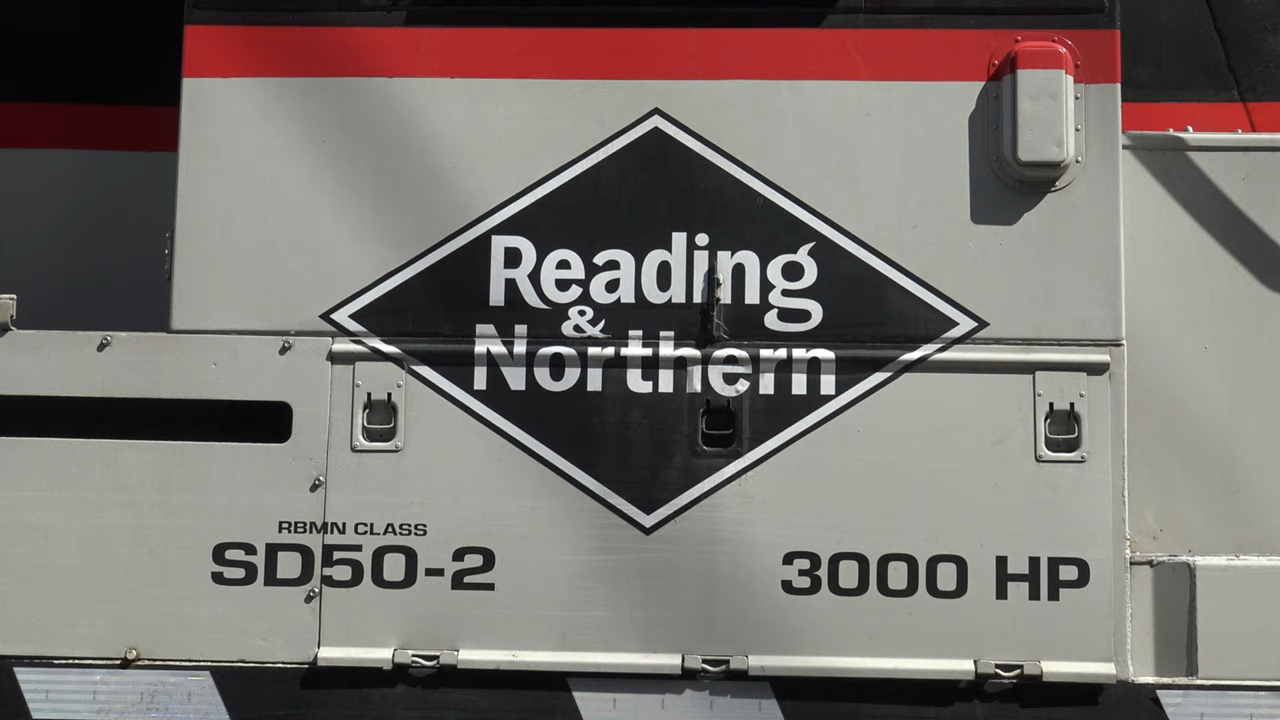 Reading
&
Northern
RBMN CLASS
SD50-2
3000 HP